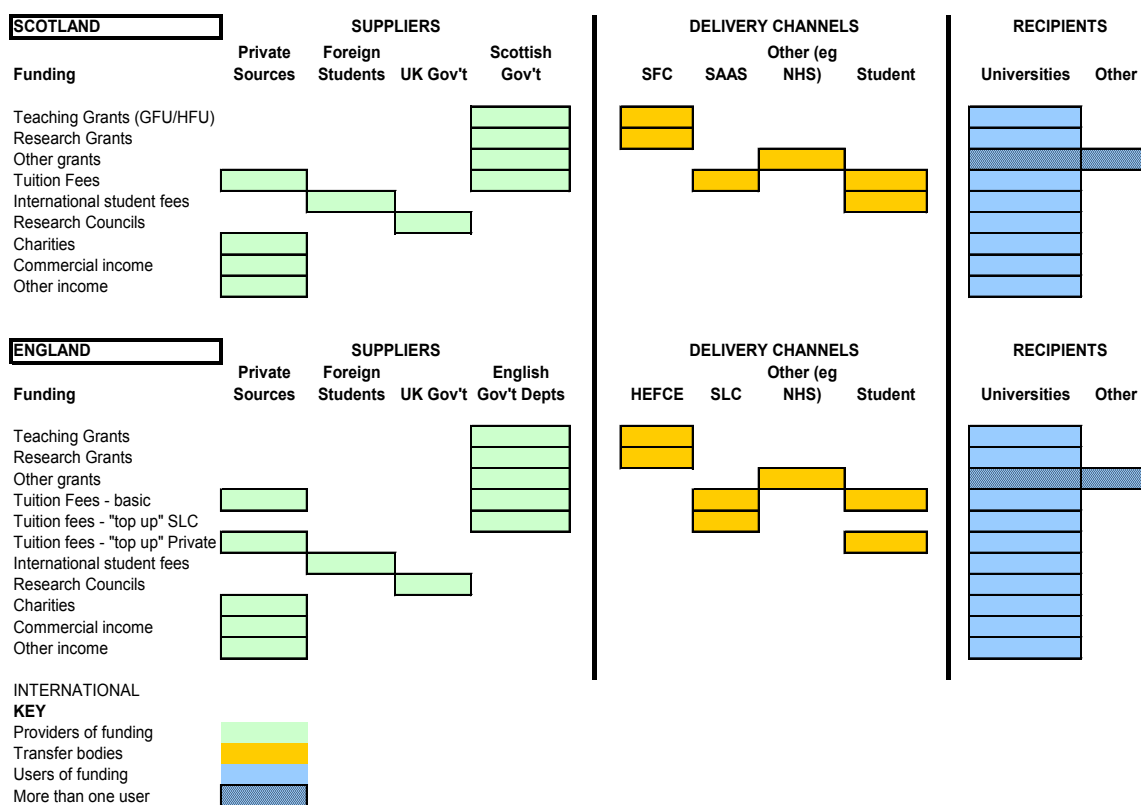 SCOTLAND SUPPLIERS DELIVERY CHANNELS RECIPIENTS
Private Foreign Scottish Other (eg
Funding Sources Students UK Gov't Gov't SFC SAAS NHS) Student Universities Other
Teaching Grants (GFU/HFU)
Research Grants
Other grants
Tuition Fees
International student fees
Research Councils
Charities
Commercial income
Other income
ENGLAND SUPPLIERS DELIVERY CHANNELS RECIPIENTS
Private Foreign English Other (eg
Funding Sources Students UK Gov't Gov't Depts HEFCE SLC NHS) Student Universities Other
Teaching Grants
Research Grants
Other grants
Tuition Fees - basic
Tuition fees - "top up" SLC
Tuition fees - "top up" Private
International student fees
Research Councils
Charities
Commercial income
Other income
INTERNATIONAL
KEY
Providers of funding
Transfer bodies
Users of funding
More than one user